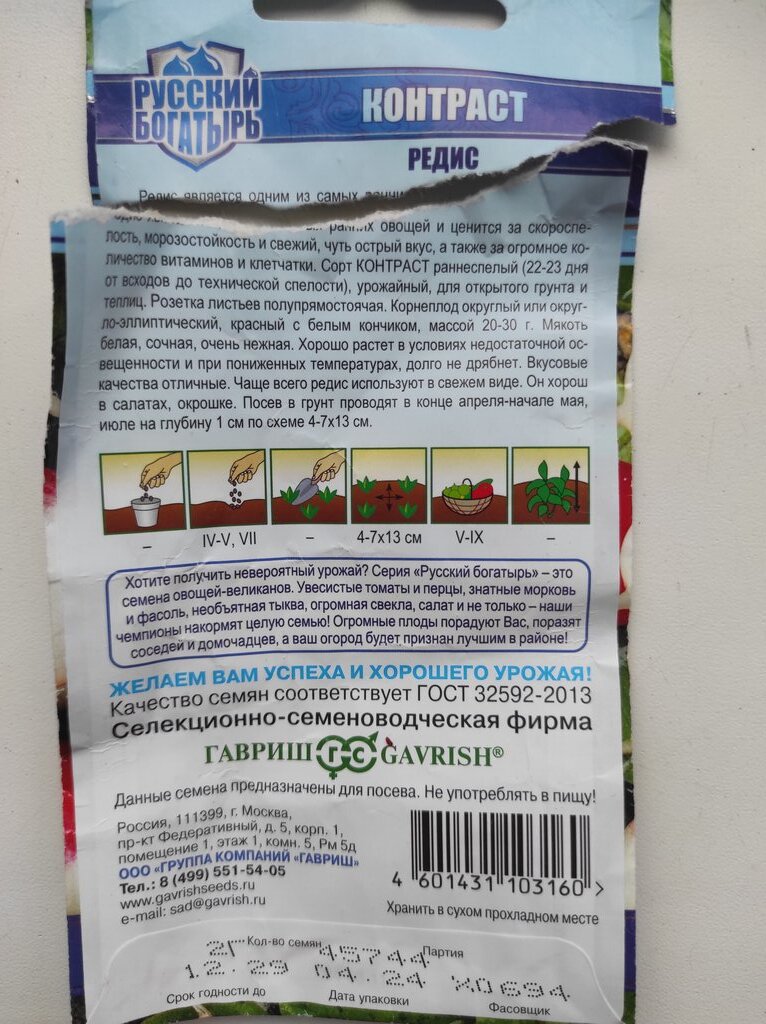 РУССКИЙ
БОГАТЫРЬ
КОНТРАСТ
РЕДИС
Редис является одним из самых
ранних овощей и ценится за скороспе-
лость, морозостойкость и свежий, чуть острый вкус, а также за огромное ко-
личество витаминов и клетчатки. Сорт КОНТРАСТ раннеспелый (22-23 дня
от всходов до технической спелости), урожайный, для открытого грунта и
теплиц. Розетка листьев полупрямостоячая. Корнеплод округлый или округ-
ло-эллиптический, красный с белым кончиком, массой 20-30 г. Мякоть
белая, сочная, очень нежная. Хорошо растет в условиях недостаточной ос-
вещенности и при пониженных температурах, долго не дрябнет. Вкусовые
качества отличные. Чаще всего редис используют в свежем виде. Он хорош
в салатах, окрошке. Посев в грунт проводят в конце апреля-начале мая,
июле на глубину 1 см по схеме 4-7х13 см.
– IV-V, VII – 4-7х13 см V-IX –
Хотите получить невероятный урожай? Серия «Русский богатырь» – это
семена овощей-великанов. Увесистые томаты и перцы, знатные морковь
и фасоль, необъятная тыква, огромная свекла, салат и не только – наши
чемпионы накормят целую семью! Огромные плоды порадуют Вас, поразят
соседей и домочадцев, а ваш огород будет признан лучшим в районе!
ЖЕЛАЕМ ВАМ УСПЕХА И ХОРОШЕГО УРОЖАЯ!
Качество семян соответствует ГОСТ 32592-2013
Селекционно-семеноводческая фирма
ГАВРИШ ГС GAVRISH®
Данные семена предназначены для посева. Не употреблять в пищу!
Россия, 111399, г. Москва,
пр-кт Федеративный, д. 5, корп. 1,
помещение 1, этаж 1, комн. 5, Рм 5д
ООО «ГРУППА КОМПАНИЙ «ГАВРИШ»
Тел.: 8 (499) 551-54-05
www.gavrishseeds.ru
e-mail: sad@gavrish.ru
4 601431 103160 >
Хранить в сухом прохладном месте
2Г Кол-во семян 45744 Партия
12.29 04.24 Х0694
Срок годности до Дата упаковки Фасовщик